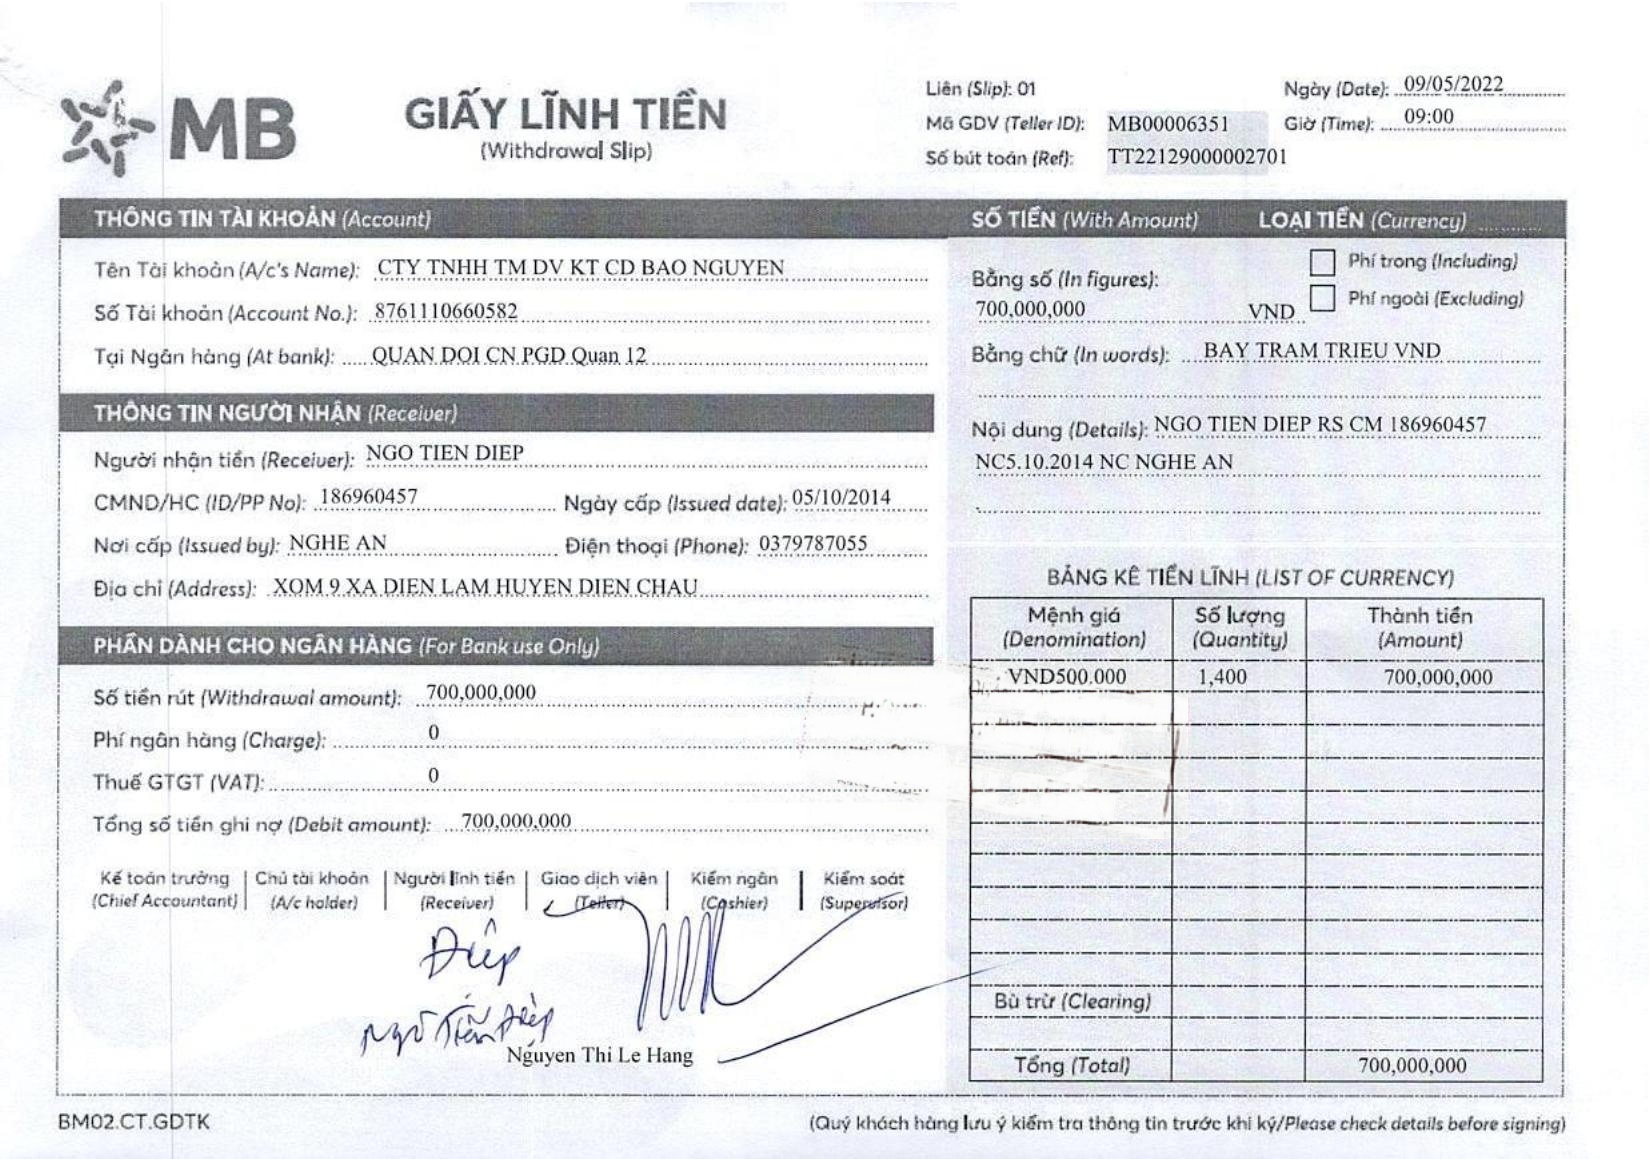 MB
GIẤY LĨNH TIỀN
(Withdrawal Slip)
Liên (Slip): 01
Mã GDV (Teller ID): MB00006351
Số bút toán (Ref): TT22129000002701
Ngày (Date): 09/05/2022
Giờ (Time): 09:00
THÔNG TIN TÀI KHOẢN (Account)
Tên Tài khoản (A/c's Name): CTY TNHH TM DV KT CD BAO NGUYEN
Số Tài khoản (Account No.): 8761110660582
Tại Ngân hàng (At bank): QUAN DOI CN PGD Quan 12
THÔNG TIN NGƯỜI NHẬN (Receiver)
Người nhận tiền (Receiver): NGO TIEN DIEP
CMND/HC (ID/PP No): 186960457 Ngày cấp (Issued date): 05/10/2014
Nơi cấp (Issued by): NGHE AN Điện thoại (Phone): 0379787055
Địa chỉ (Address): XOM 9 XA DIEN LAM HUYEN DIEN CHAU
PHẦN DÀNH CHO NGÂN HÀNG (For Bank use Only)
Số tiền rút (Withdrawal amount): 700,000,000
Phí ngân hàng (Charge): 0
Thuế GTGT (VAT): 0
Tổng số tiền ghi nợ (Debit amount): 700,000,000
Kế toán trưởng | Chủ tài khoản | Người lĩnh tiền | Giao dịch viên | Kiểm ngân | Kiểm soát
(Chief Accountant) | (A/c holder) | (Receiver) | (Teller) | (Cashier) | (Supervisor)
Điệp
Ngô Tiến Điệp
Nguyen Thi Le Hang
SỐ TIỀN (With Amount) LOẠI TIỀN (Currency)
Bằng số (In figures):
700,000,000 VND
Phí trong (Including)
Phí ngoài (Excluding)
Bằng chữ (In words): BAY TRAM TRIEU VND
Nội dung (Details): NGO TIEN DIEP RS CM 186960457
NC5.10.2014 NC NGHE AN
BẢNG KÊ TIỀN LĨNH (LIST OF CURRENCY)
Mệnh giá Số lượng Thành tiền
(Denomination) (Quantity) (Amount)
VND500.000 1,400 700,000,000
Bù trừ (Clearing)
Tổng (Total) 700,000,000
BM02.CT.GDTK
(Quý khách hàng lưu ý kiểm tra thông tin trước khi ký/Please check details before signing)